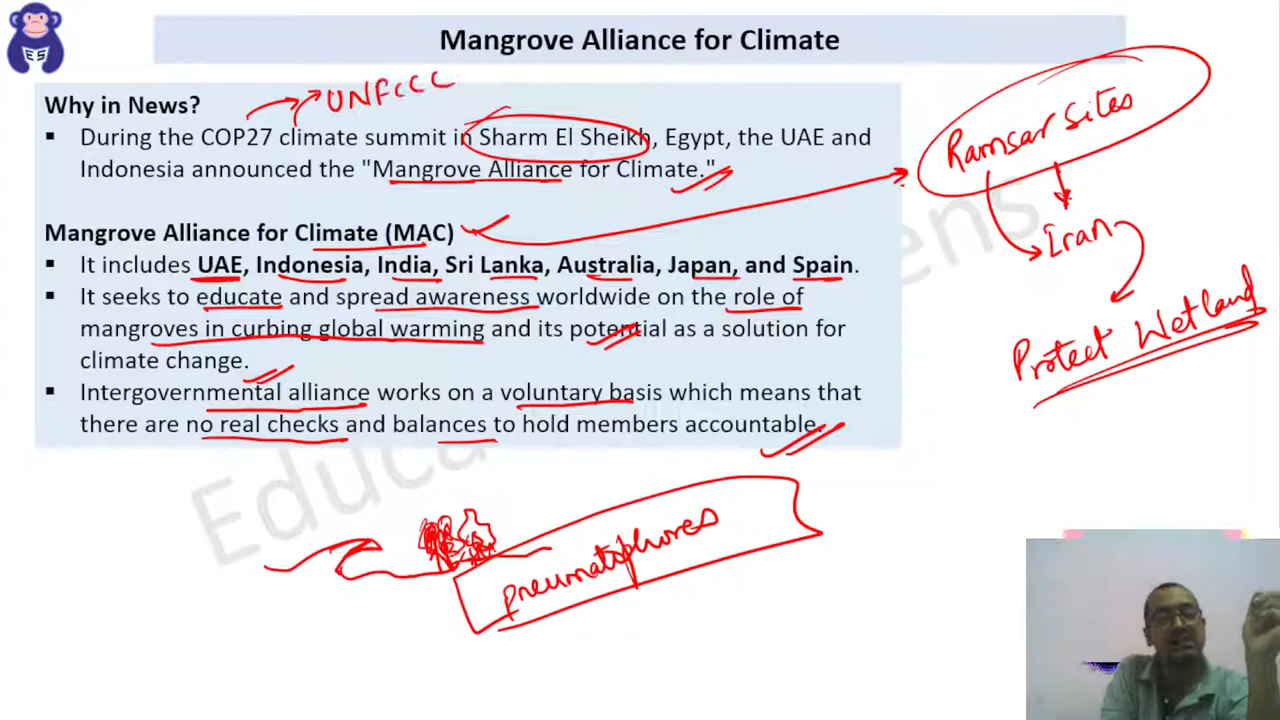 Mangrove Alliance for Climate
ES
UNFCCC
Why in News?
▪ During the COP27 climate summit in Sharm El Sheikh, Egypt, the UAE and
Indonesia announced the "Mangrove Alliance for Climate."
Mangrove Alliance for Climate (MAC)
▪ It includes UAE, Indonesia, India, Sri Lanka, Australia, Japan, and Spain.
▪ It seeks to educate and spread awareness worldwide on the role of
mangroves in curbing global warming and its potential as a solution for
climate change.
▪ Intergovernmental alliance works on a voluntary basis which means that
there are no real checks and balances to hold members accountable.
Ramsar Sites
Iran
Protect Wetland
pneumatiphores